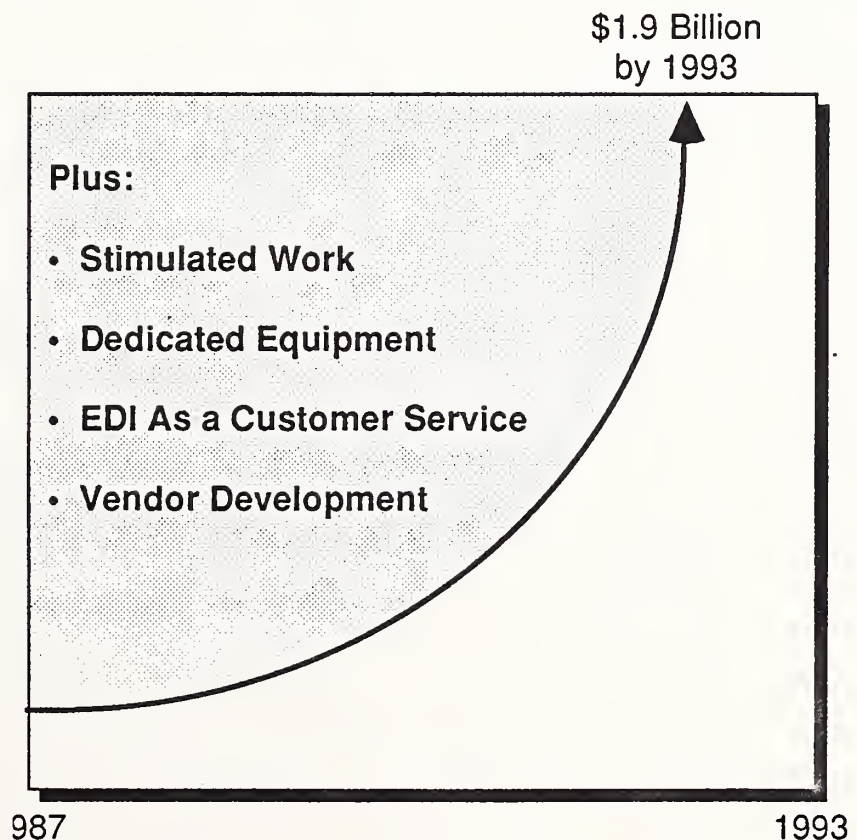 $1.9 Billion
by 1993
Plus:
• Stimulated Work
• Dedicated Equipment
• EDI As a Customer Service
• Vendor Development
987
1993